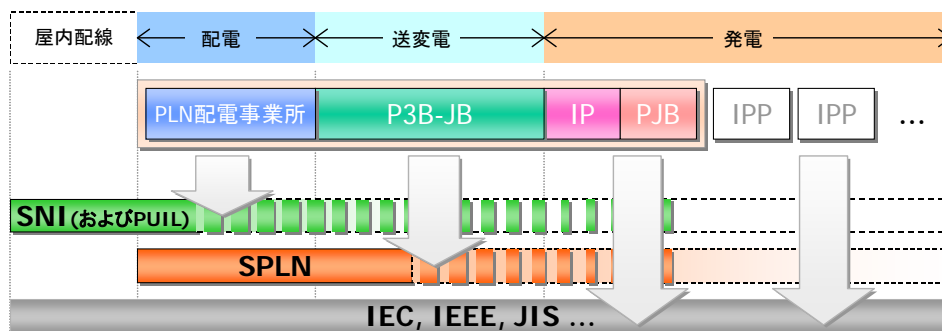 屋内配線 配電 送変電 発電
PLN配電事業所 P3B-JB IP PJB IPP IPP ...
SNI(およびPUIL)
SPLN
IEC, IEEE, JIS ...